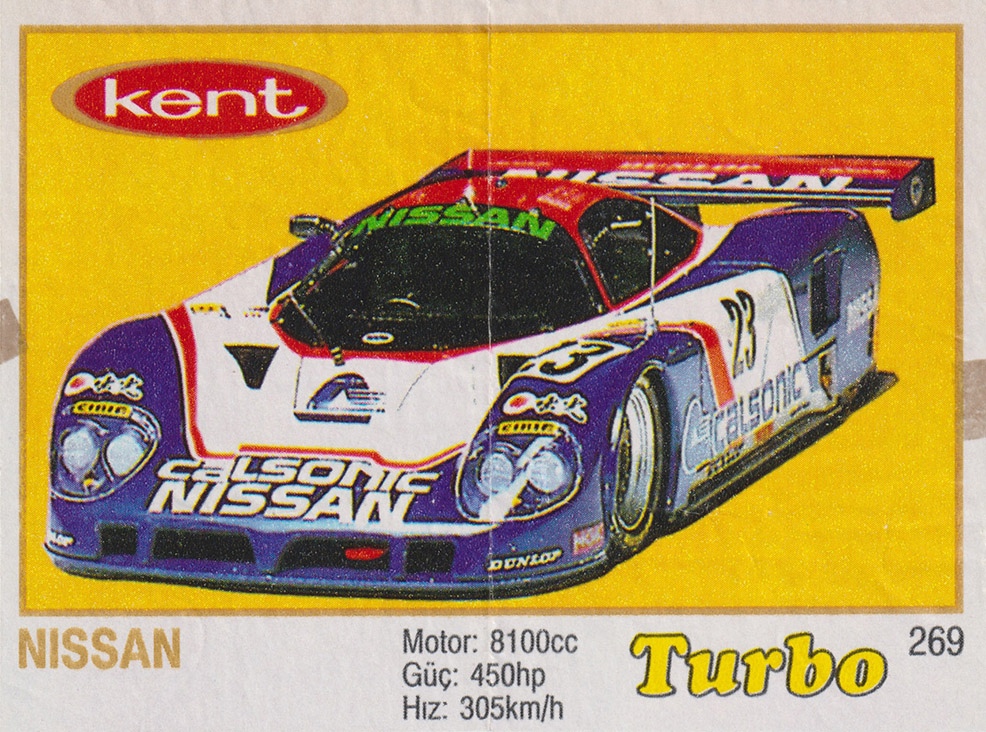 kent
NISSAN
NISSAN
23
23
calsonic
calsonic
NISSAN
DUNLOP
NISSAN
Motor: 8100cc
Güç: 450hp
Hız: 305km/h
Turbo
269